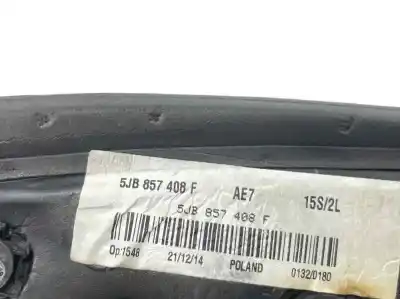 5JB 857 408 F AE7 15S/2L
5JB 857 408 F
Op:1548 21/12/14 POLAND 0132/0180